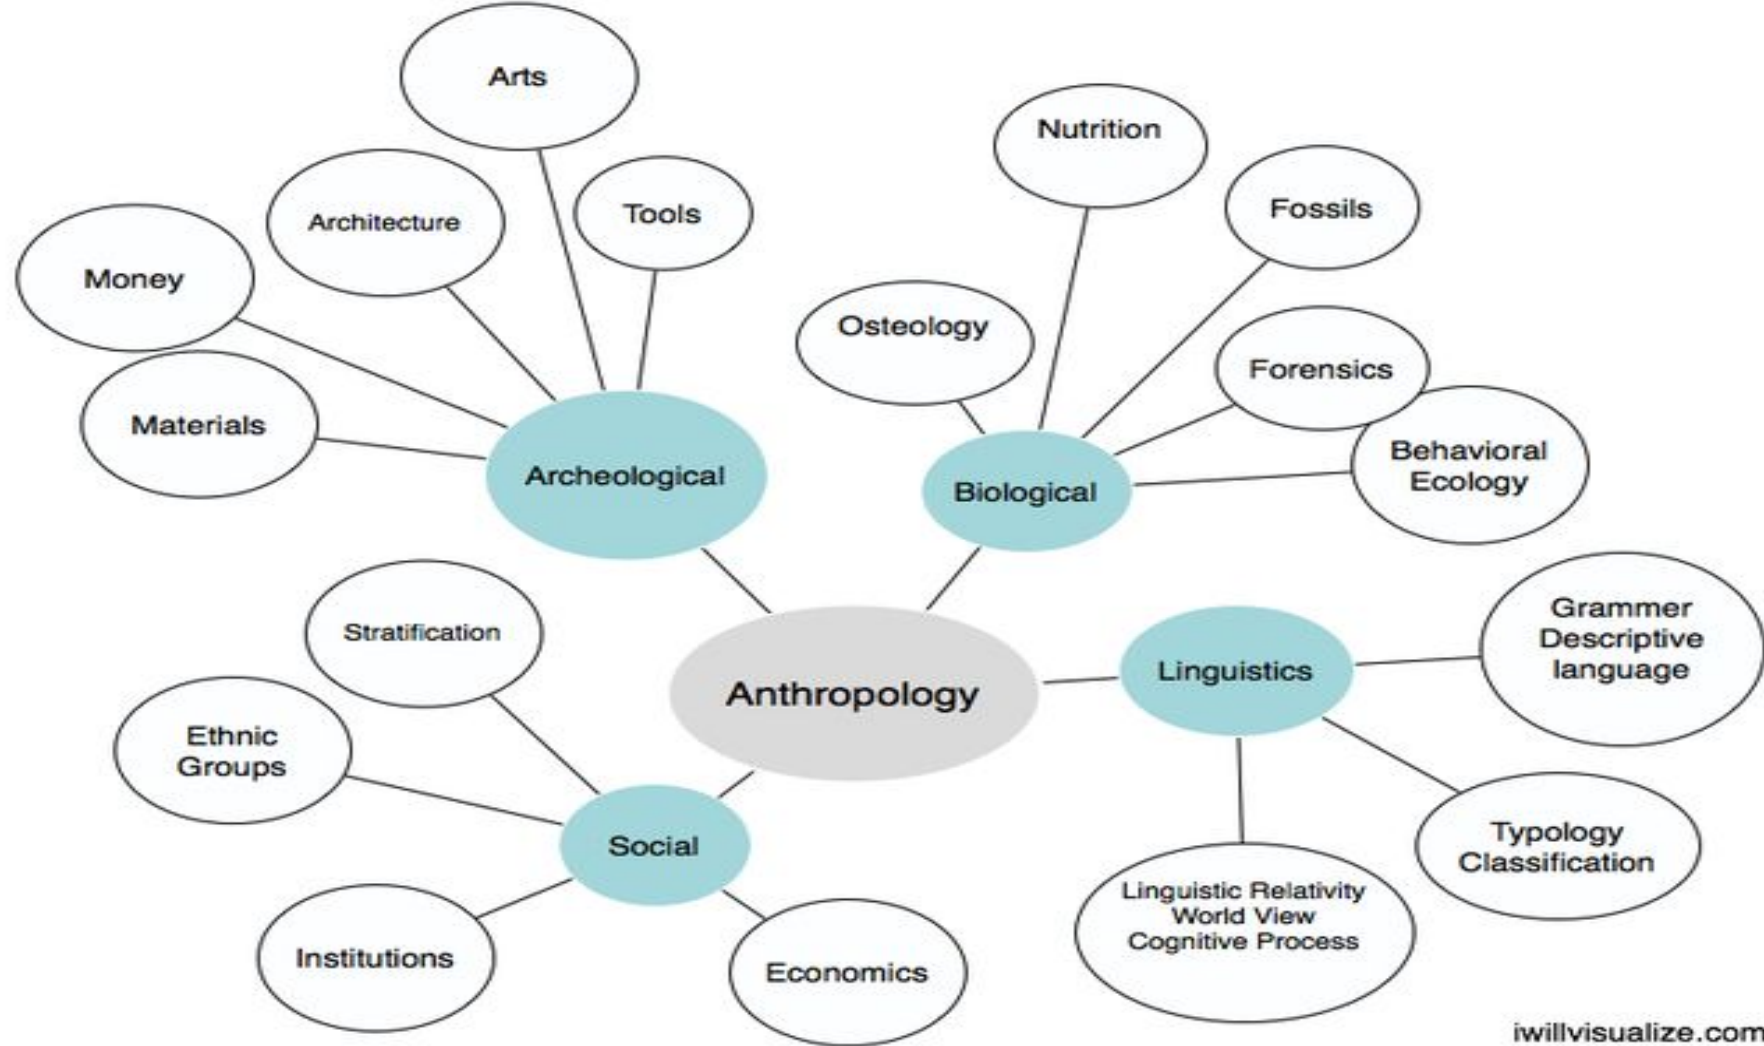 Arts
Nutrition
Architecture
Tools
Fossils
Money
Osteology
Forensics
Materials
Behavioral
Ecology
Archeological
Biological
Grammer
Descriptive
language
Stratification
Linguistics
Anthropology
Ethnic
Groups
Social
Typology
Classification
Linguistic Relativity
World View
Cognitive Process
Institutions
Economics
iwillvisualize.com